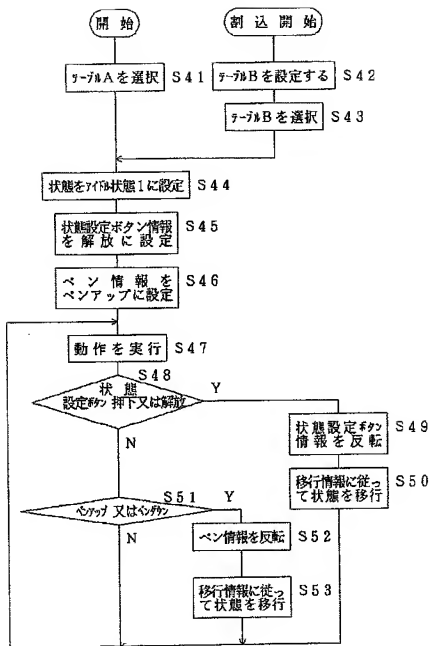 開始
割込開始
テーブルAを選択 S41
テーブルBを設定する S42
テーブルBを選択 S43
状態をアイドル状態1に設定 S44
状態設定ボタン情報
を解放に設定
S45
ペン情報を
ペンアップに設定
S46
動作を実行 S47
S48
状態
設定ボタン押下又は解放
Y
N
状態設定ボタン
情報を反転
S49
移行情報に従っ
て状態を移行
S50
S51
ペンアップ又はペンダウン
Y
N
ペン情報を反転 S52
移行情報に従っ
て状態を移行
S53